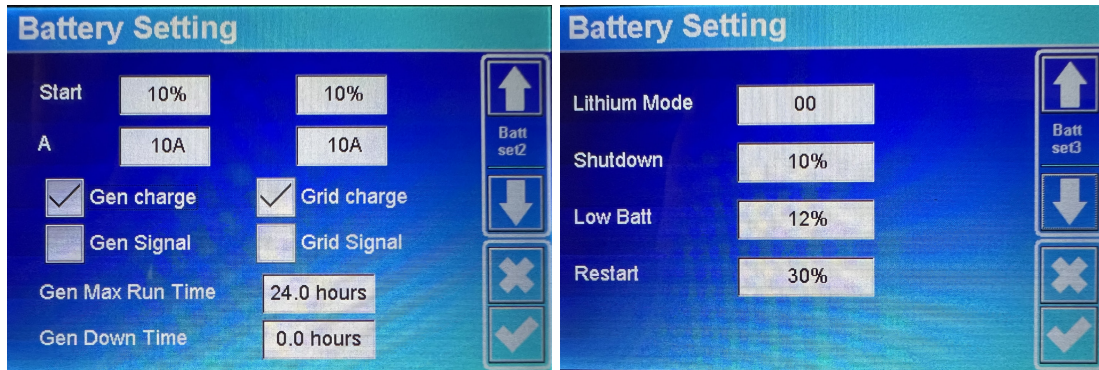 Battery Setting
Start 10% 10%
A 10A 10A
Gen charge Grid charge
Gen Signal Grid Signal
Gen Max Run Time 24.0 hours
Gen Down Time 0.0 hours
Batt
set2
Battery Setting
Lithium Mode 00
Shutdown 10%
Low Batt 12%
Restart 30%
Batt
set3